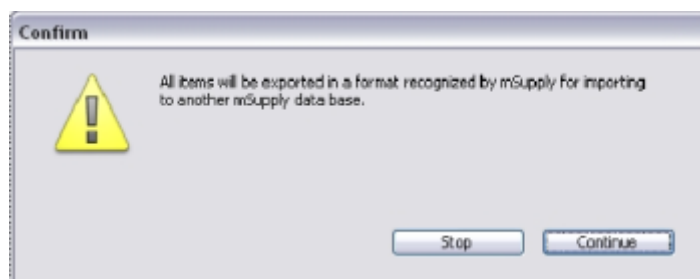 Confirm
All items will be exported in a format recognized by mSupply for importing
to another mSupply data base.
Stop
Continue